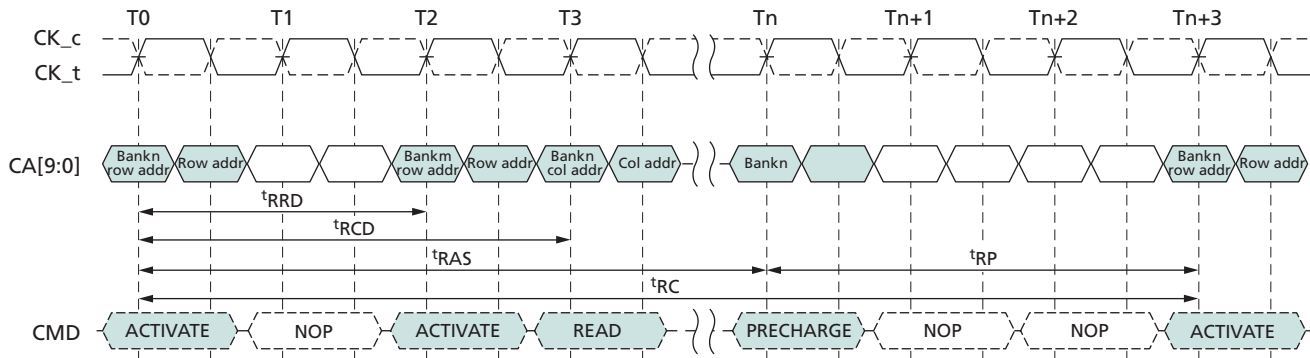 T0 T1 T2 T3 Tn Tn+1 Tn+2 Tn+3
CK_c
CK_t
CA[9:0]
Bankn row addr Row addr Bankm row addr Row addr Bankn col addr Col addr Bankn Bankn row addr Row addr
tRRD
tRCD
tRAS tRP
tRC
CMD ACTIVATE NOP ACTIVATE READ PRECHARGE NOP NOP ACTIVATE